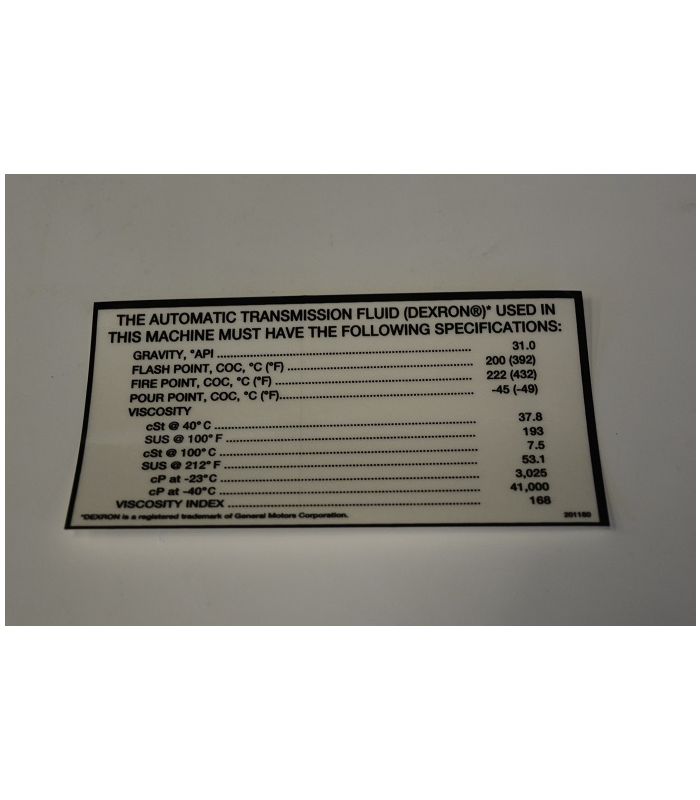 THE AUTOMATIC TRANSMISSION FLUID (DEXRON®)* USED IN
THIS MACHINE MUST HAVE THE FOLLOWING SPECIFICATIONS:
GRAVITY, °API ........ 31.0
FLASH POINT, COC, °C (°F) ........ 200 (392)
FIRE POINT, COC, °C (°F) ........ 222 (432)
POUR POINT, COC, °C (°F)........ -45 (-49)
VISCOSITY
cSt @ 40° C ........ 37.8
SUS @ 100° F ........ 193
cSt @ 100° C ........ 7.5
SUS @ 212° F ........ 53.1
cP at -23°C ........ 3,025
cP at -40°C ........ 41,000
VISCOSITY INDEX ........ 168
*DEXRON is a registered trademark of General Motors Corporation. 201180